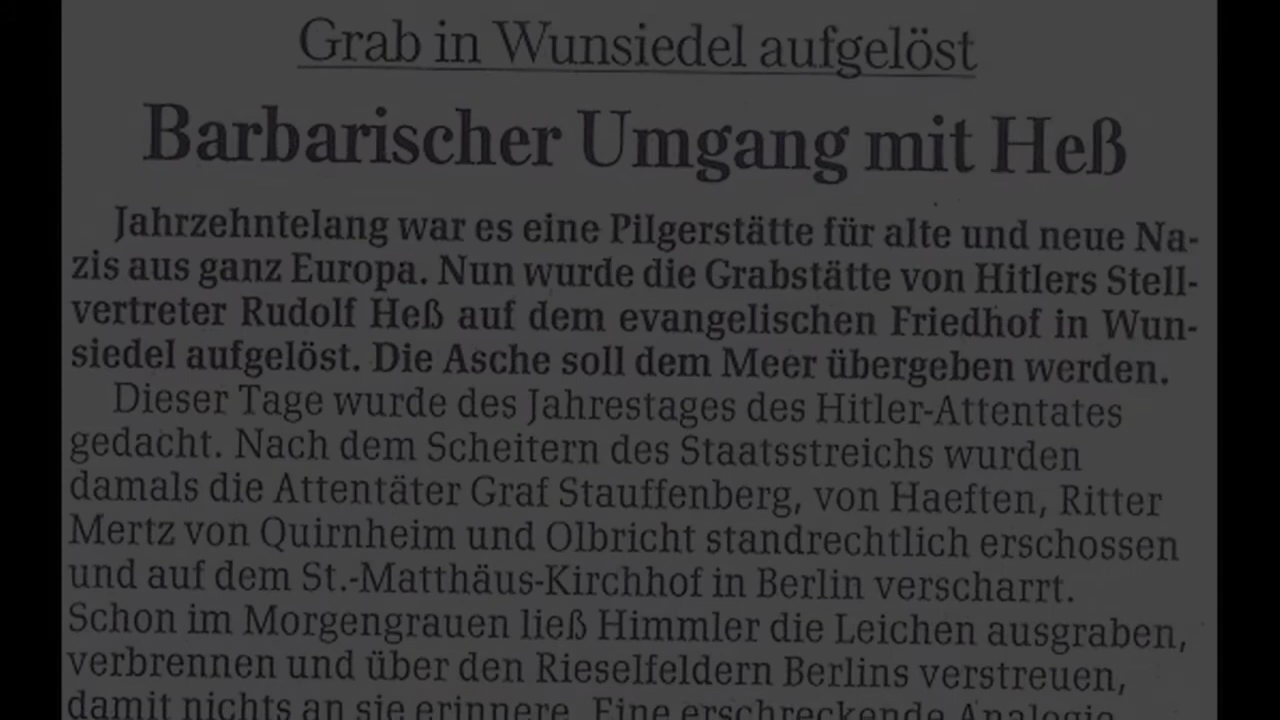 Grab in Wunsiedel aufgelöst
Barbarischer Umgang mit Heß
Jahrzehntelang war es eine Pilgerstätte für alte und neue Na-
zis aus ganz Europa. Nun wurde die Grabstätte von Hitlers Stell-
vertreter Rudolf Heß auf dem evangelischen Friedhof in Wun-
siedel aufgelöst. Die Asche soll dem Meer übergeben werden.
Dieser Tage wurde des Jahrestages des Hitler-Attentates
gedacht. Nach dem Scheitern des Staatsstreichs wurden
damals die Attentäter Graf Stauffenberg, von Haeften, Ritter
Mertz von Quirnheim und Olbricht standrechtlich erschossen
und auf dem St.-Matthäus-Kirchhof in Berlin verscharrt.
Schon im Morgengrauen ließ Himmler die Leichen ausgraben,
verbrennen und über den Rieselfeldern Berlins verstreuen,
damit nichts an sie erinnere. Eine erschreckende Analogie